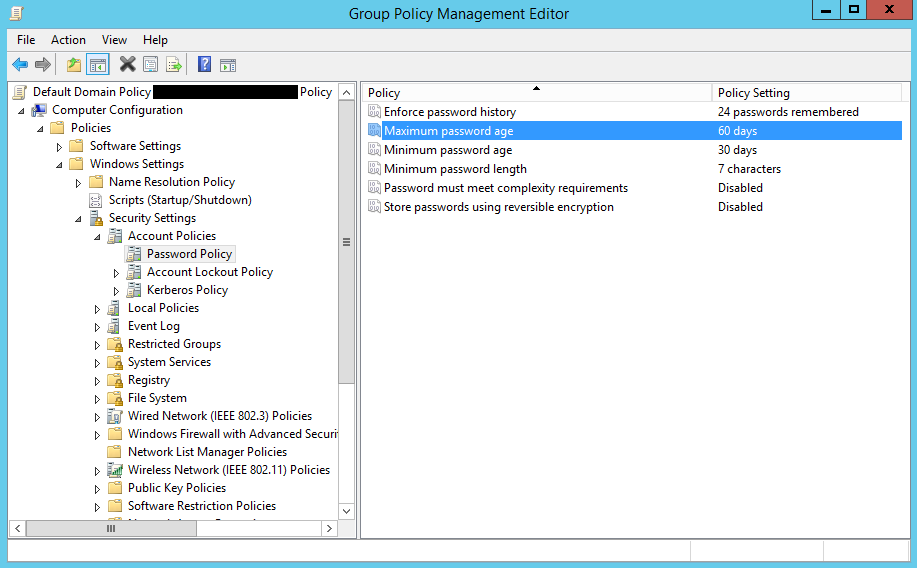 Group Policy Management Editor
File Action View Help
Default Domain Policy Policy
Computer Configuration
Policies
Software Settings
Windows Settings
Name Resolution Policy
Scripts (Startup/Shutdown)
Security Settings
Account Policies
Password Policy
Account Lockout Policy
Kerberos Policy
Local Policies
Event Log
Restricted Groups
System Services
Registry
File System
Wired Network (IEEE 802.3) Policies
Windows Firewall with Advanced Securi
Network List Manager Policies
Wireless Network (IEEE 802.11) Policies
Public Key Policies
Software Restriction Policies
Policy Policy Setting
Enforce password history 24 passwords remembered
Maximum password age 60 days
Minimum password age 30 days
Minimum password length 7 characters
Password must meet complexity requirements Disabled
Store passwords using reversible encryption Disabled